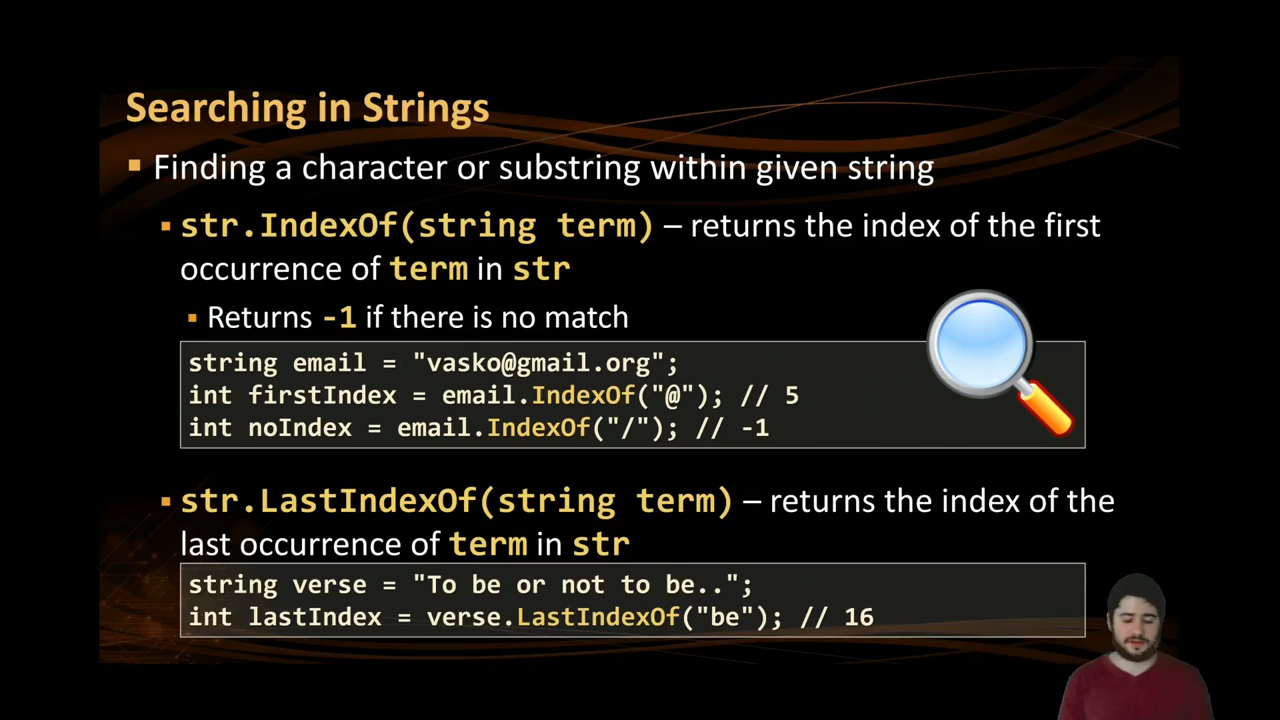 Searching in Strings
Finding a character or substring within given string
str.IndexOf(string term) – returns the index of the first
occurrence of term in str
Returns -1 if there is no match
string email = "vasko@gmail.org";
int firstIndex = email.IndexOf("@"); // 5
int noIndex = email.IndexOf("/"); // -1
str.LastIndexOf(string term) – returns the index of the
last occurrence of term in str
string verse = "To be or not to be..";
int lastIndex = verse.LastIndexOf("be"); // 16